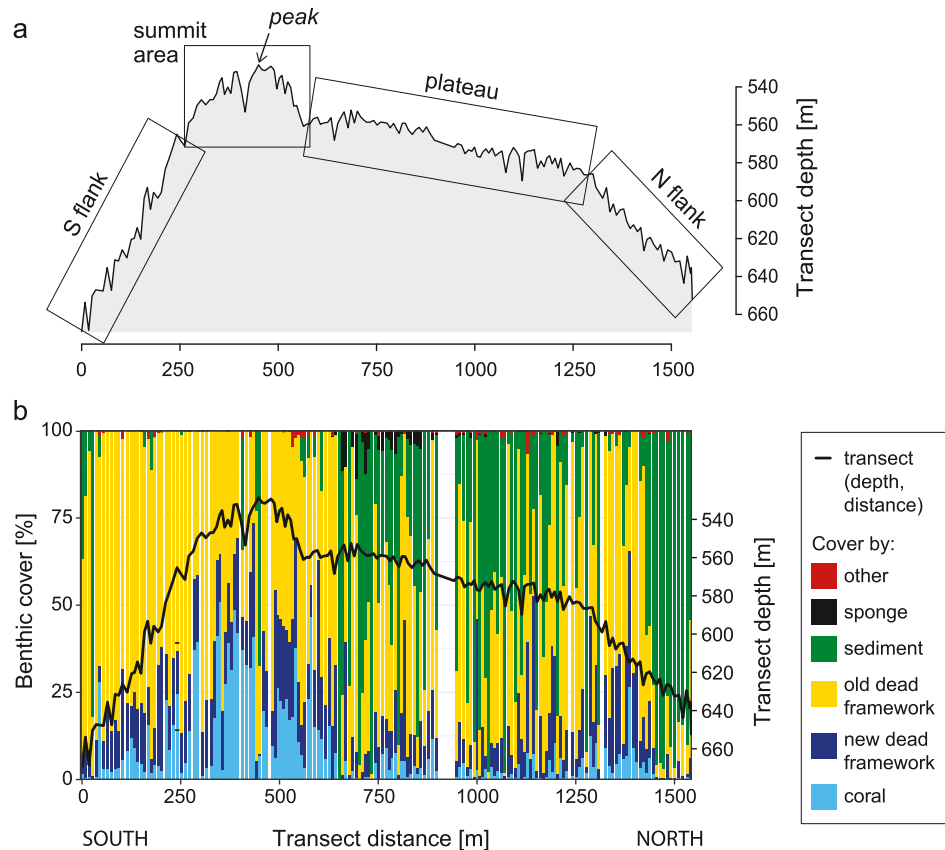 a
summit
area
peak
plateau
S flank
N flank
540
560
580
600
620
640
660
Transect depth [m]
0 250 500 750 1000 1250 1500
b
100
75
50
25
0
Benthic cover [%]
540
560
580
600
620
640
660
Transect depth [m]
0 250 500 750 1000 1250 1500
SOUTH Transect distance [m] NORTH
transect
(depth,
distance)
Cover by:
other
sponge
sediment
old dead
framework
new dead
framework
coral